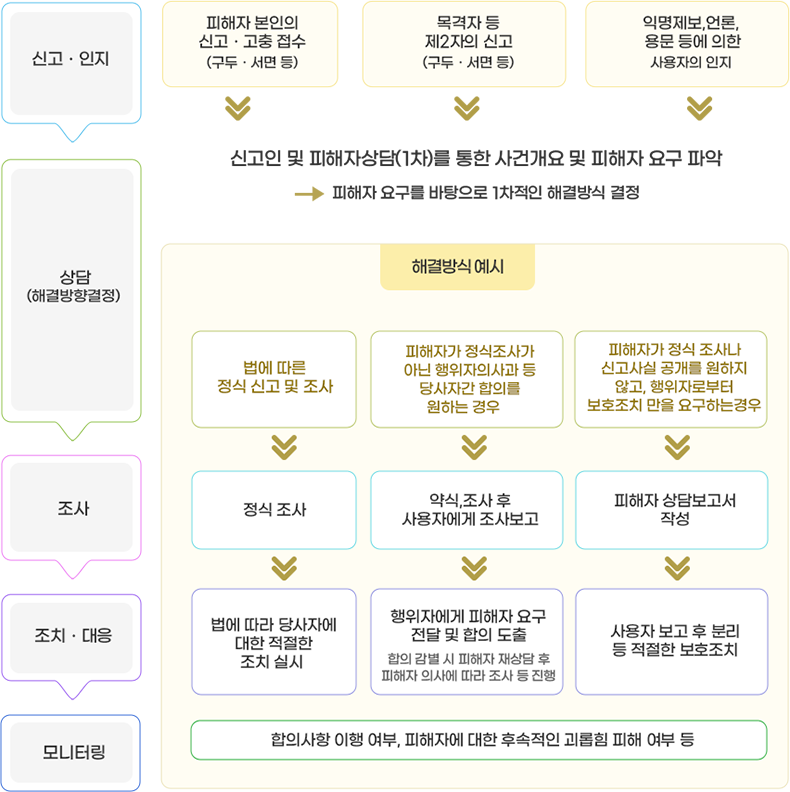 신고 · 인지
피해자 본인의
신고 · 고충 접수
(구두 · 서면 등)
목격자 등
제2자의 신고
(구두 · 서면 등)
익명제보,언론,
용문 등에 의한
사용자의 인지
상담
(해결방향결정)
신고인 및 피해자상담(1차)를 통한 사건개요 및 피해자 요구 파악
피해자 요구를 바탕으로 1차적인 해결방식 결정
해결방식 예시
법에 따른
정식 신고 및 조사
피해자가 정식조사가
아닌 행위자의사과 등
당사자간 합의를
원하는 경우
피해자가 정식 조사나
신고사실 공개를 원하지
않고, 행위자로부터
보호조치 만을 요구하는경우
조사
정식 조사
약식,조사 후
사용자에게 조사보고
피해자 상담보고서
작성
조치 · 대응
법에 따라 당사자에
대한 적절한
조치 실시
행위자에게 피해자 요구
전달 및 합의 도출
합의 감별 시 피해자 재상담 후
피해자 의사에 따라 조사 등 진행
사용자 보고 후 분리
등 적절한 보호조치
모니터링
합의사항 이행 여부, 피해자에 대한 후속적인 괴롭힘 피해 여부 등